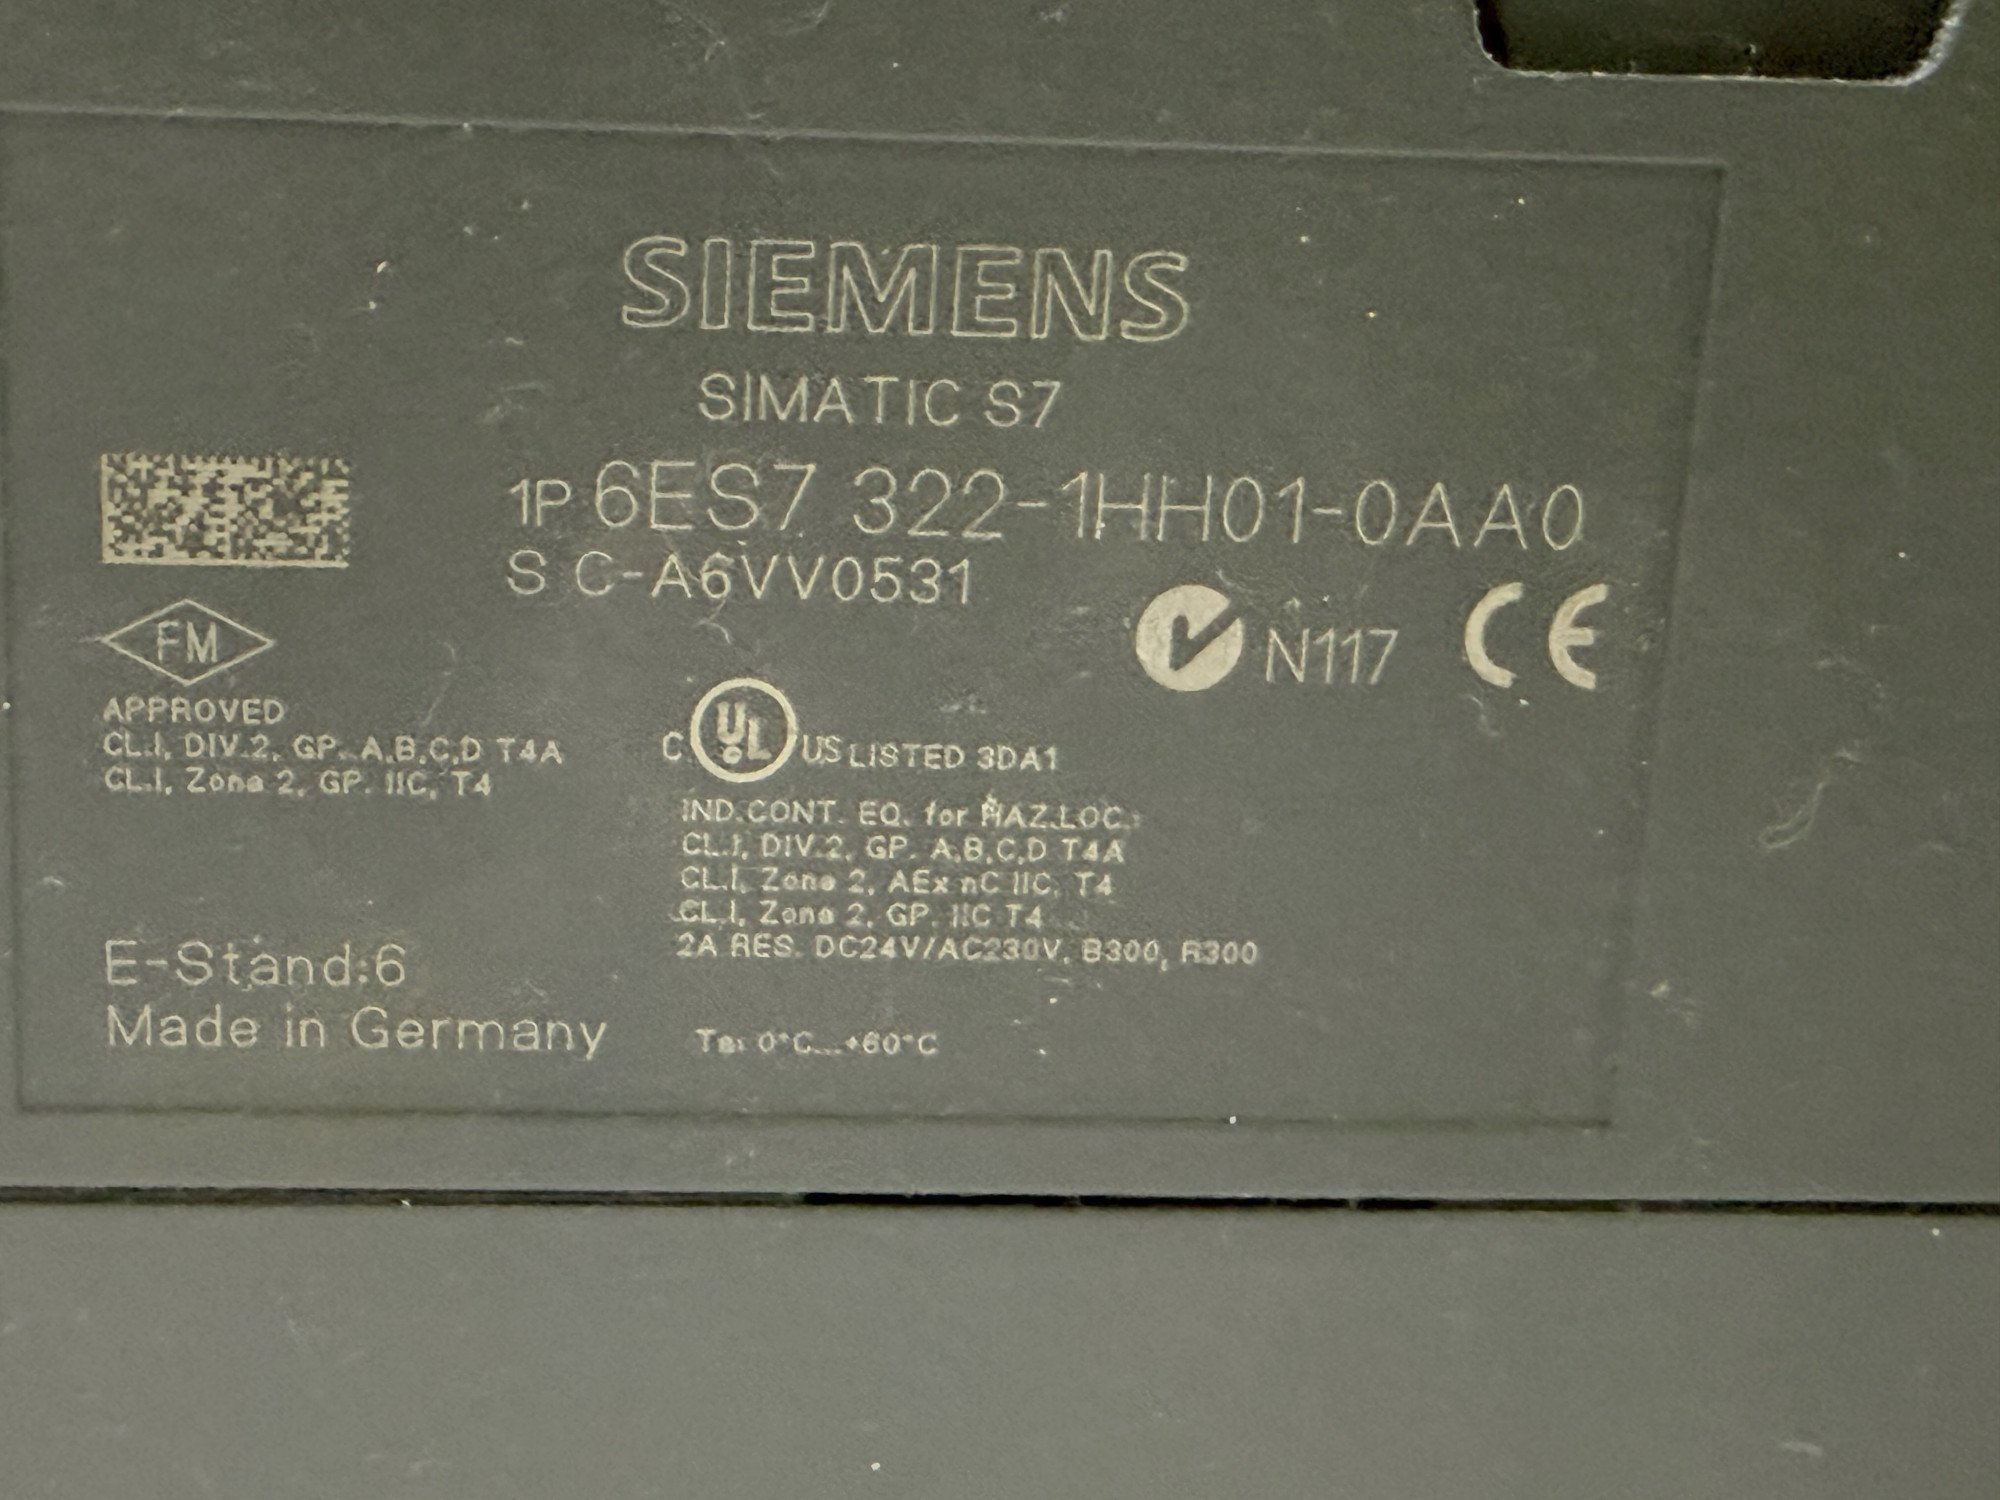 SIEMENS
SIMATIC S7
1P 6ES7 322-1HH01-0AA0
S C-A6VV0531
N117 CE
FM
APPROVED
CL.I, DIV.2, GP. A,B,C,D T4A
CL.I, Zone 2, GP. IIC, T4
C UL US LISTED 3DA1
IND.CONT. EQ. for HAZ.LOC.:
CL.I, DIV.2, GP. A,B,C,D T4A
CL.I, Zone 2, AEx nC IIC, T4
CL.I, Zone 2, GP. IIC T4
2A RES. DC24V/AC230V, B300, R300
E-Stand:6
Made in Germany
Ta: 0°C...+60°C